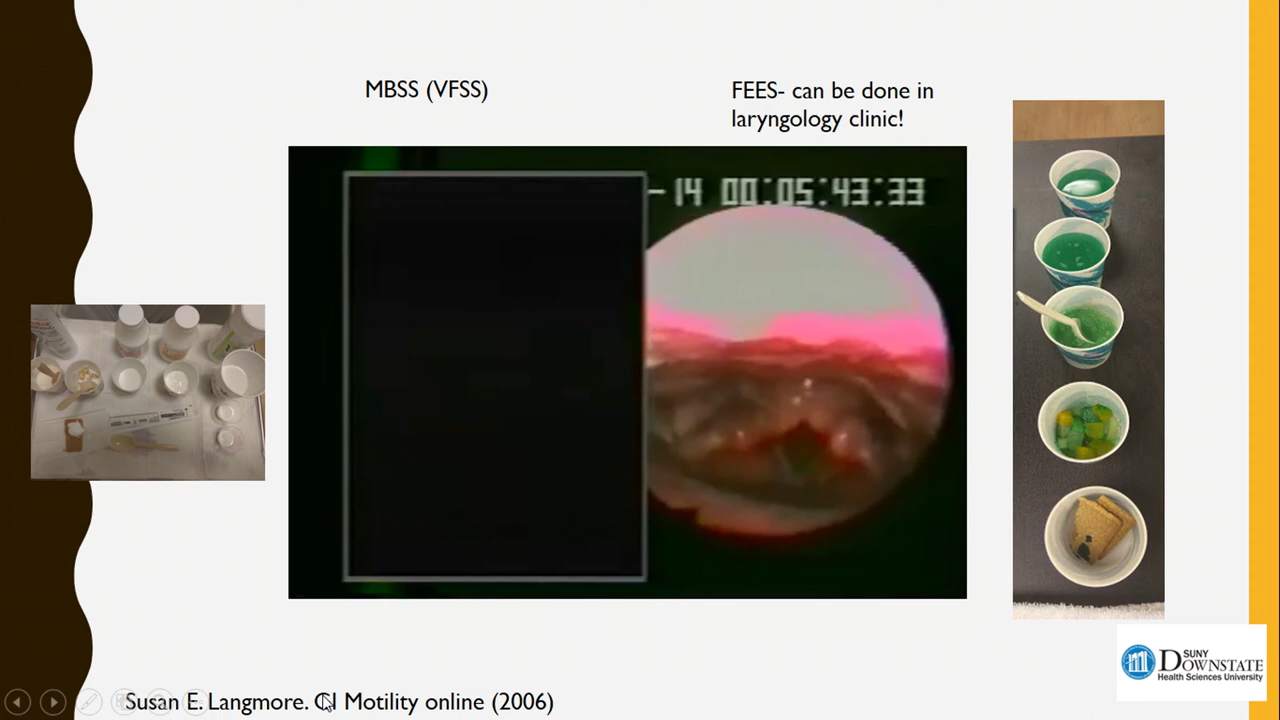 MBSS (VFSS)
FEES- can be done in
laryngology clinic!
-14 00:05:43:33
SUNY
DOWNSTATE
Health Sciences University
Susan E. Langmore. GI Motility online (2006)